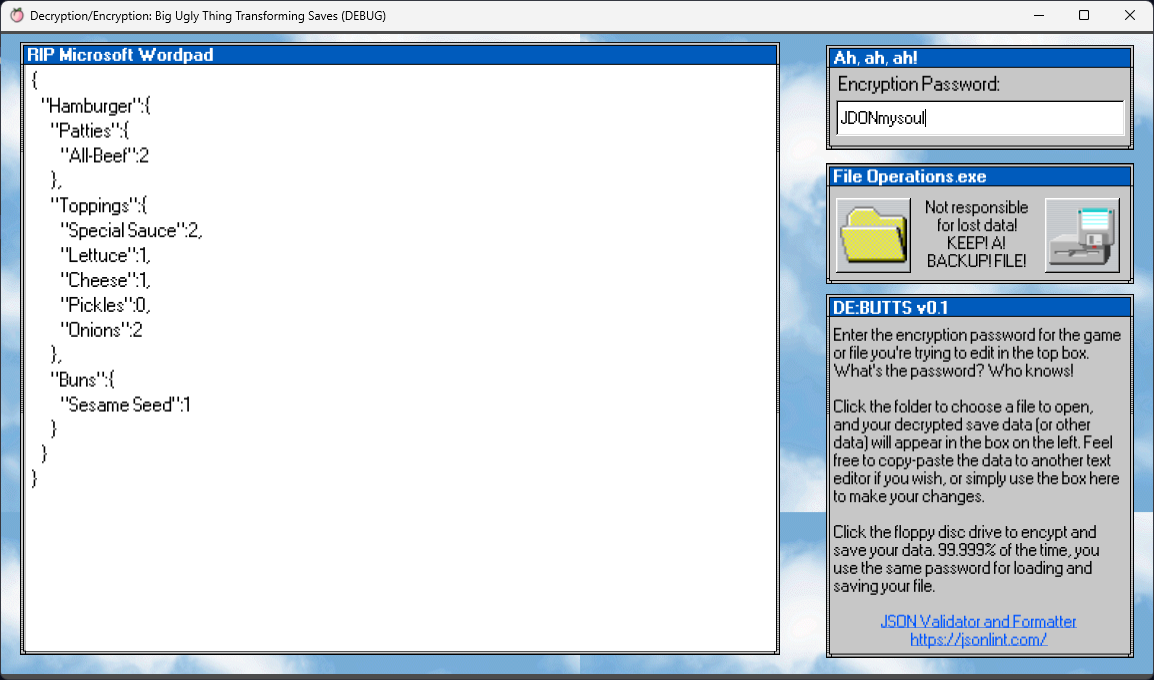 Decryption/Encryption: Big Ugly Thing Transforming Saves (DEBUG)
RIP Microsoft Wordpad
{
"Hamburger":{
"Patties":{
"All-Beef":2
},
"Toppings":{
"Special Sauce":2,
"Lettuce":1,
"Cheese":1,
"Pickles":0,
"Onions":2
},
"Buns":{
"Sesame Seed":1
}
}
}
Ah, ah, ah!
Encryption Password:
JDONmysoul
File Operations.exe
Not responsible
for lost data!
KEEP! A!
BACKUP! FILE!
DE:BUTTS v0.1
Enter the encryption password for the game
or file you're trying to edit in the top box.
What's the password? Who knows!
Click the folder to choose a file to open,
and your decrypted save data (or other
data) will appear in the box on the left. Feel
free to copy-paste the data to another text
editor if you wish, or simply use the box here
to make your changes.
Click the floppy disc drive to encypt and
save your data. 99.999% of the time, you
use the same password for loading and
saving your file.
JSON Validator and Formatter
https://jsonlint.com/